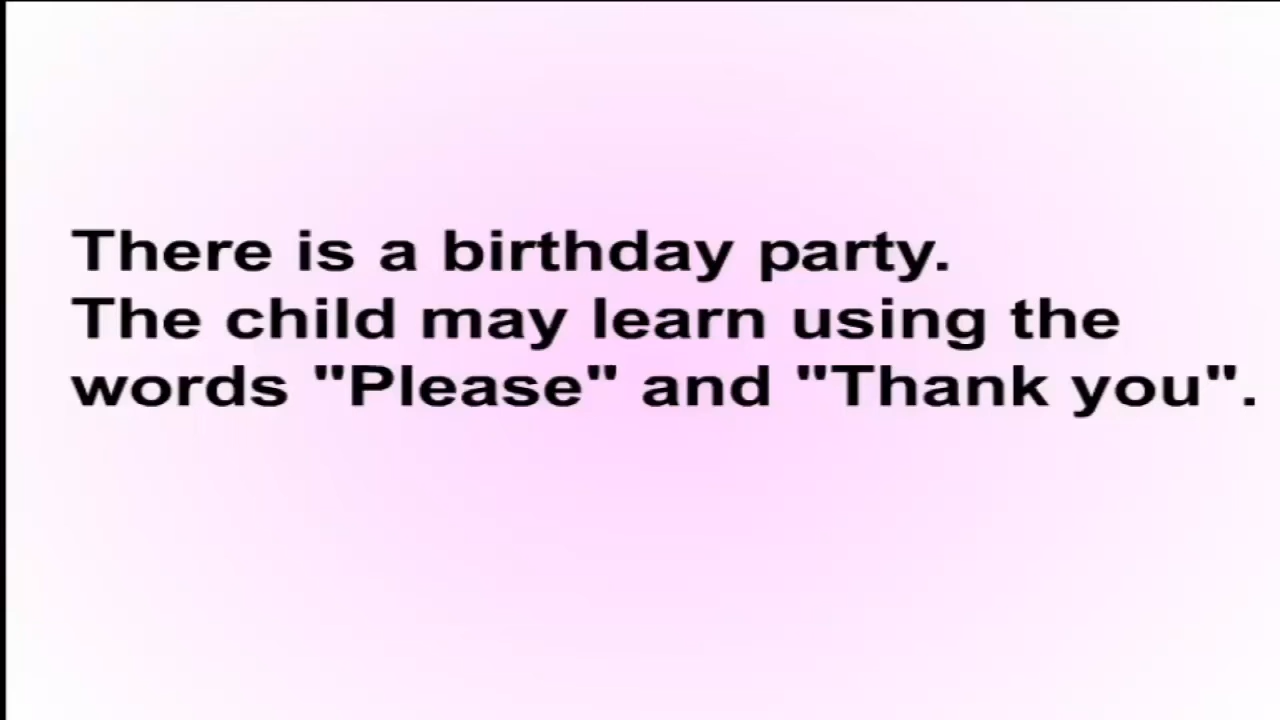 There is a birthday party.
The child may learn using the
words "Please" and "Thank you".